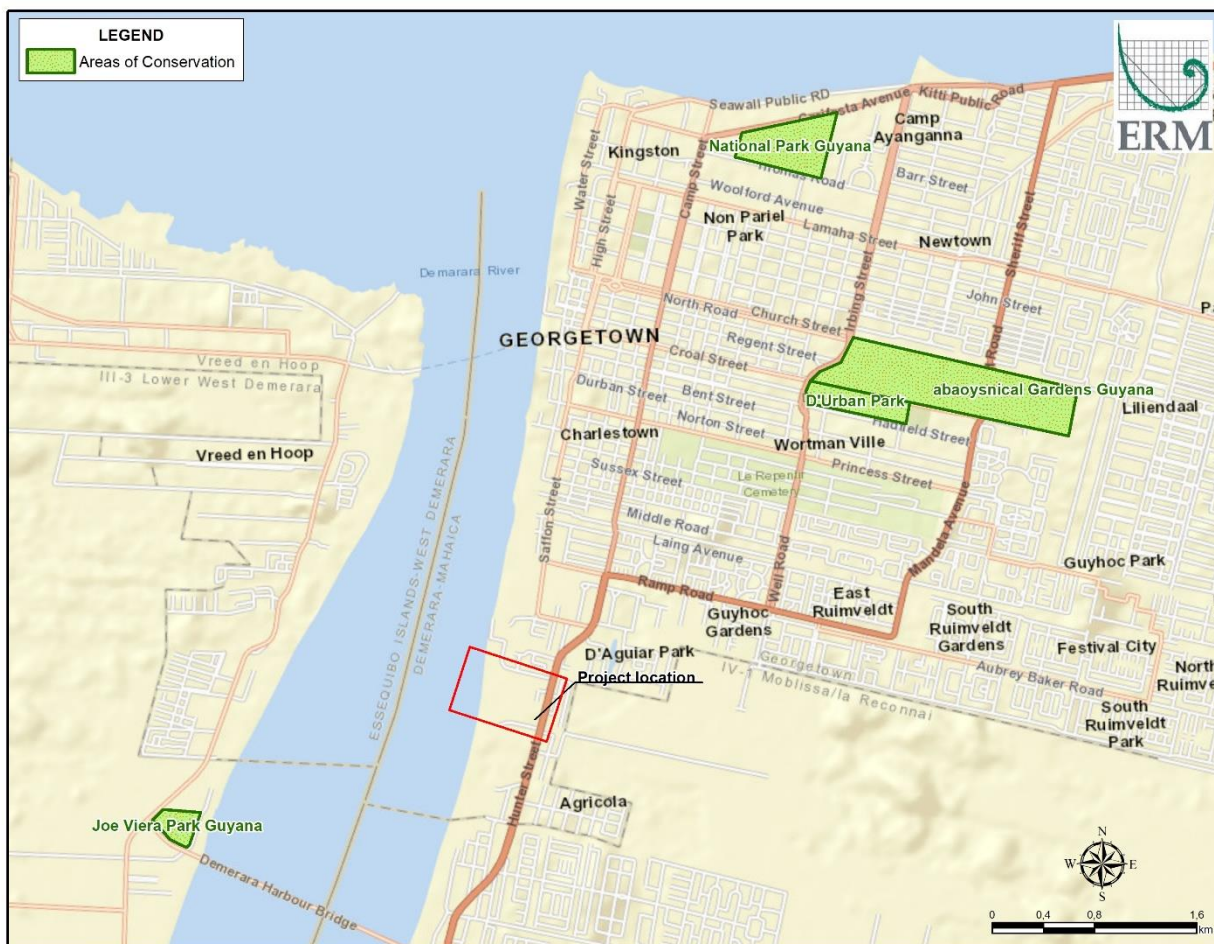 LEGEND
Areas of Conservation
ERM
Seawall Public RD
Carifesta Avenue
Kitti Public Road
Camp
Ayanganna
National Park Guyana
Kingston
Water Street
High Street
Camp Street
Thomas Road
Barr Street
Woolford Avenue
Non Pariel
Park
Lamaha Street
Newtown
Sheriff Street
Demarara River
John Street
North Road
Church Street
Irbing Street
GEORGETOWN
Regent Street
Croal Street
Road
Vreed en Hoop
III-3 Lower West Demerara
Durban Street
Bent Street
D'Urban Park
abaoysnical Gardens Guyana
Liliendaal
Norton Street
Hadfield Street
Charlestown
Wortman Ville
Vreed en Hoop
Princess Street
Sussex Street
Le Repentir
Cemetery
Saffon Street
Middle Road
Laing Avenue
Mandela Avenue
Well Road
Guyhoc Park
Ramp Road
East
Ruimveldt
Guyhoc
Gardens
South
Ruimveldt
Gardens
Festival City
ESSEQUIBO ISLANDS-WEST DEMERARA
DEMERARA-MAHAICA
D'Aguiar Park
Georgetown
IV-1 Moblissa/la Reconnai
Aubrey Baker Road
North
Ruimve
Project location
South
Ruimveldt
Park
Hunter Street
Agricola
Joe Viera Park Guyana
Demerara Harbour Bridge
N
W
E
S
0 0,4 0,8 1,6
km